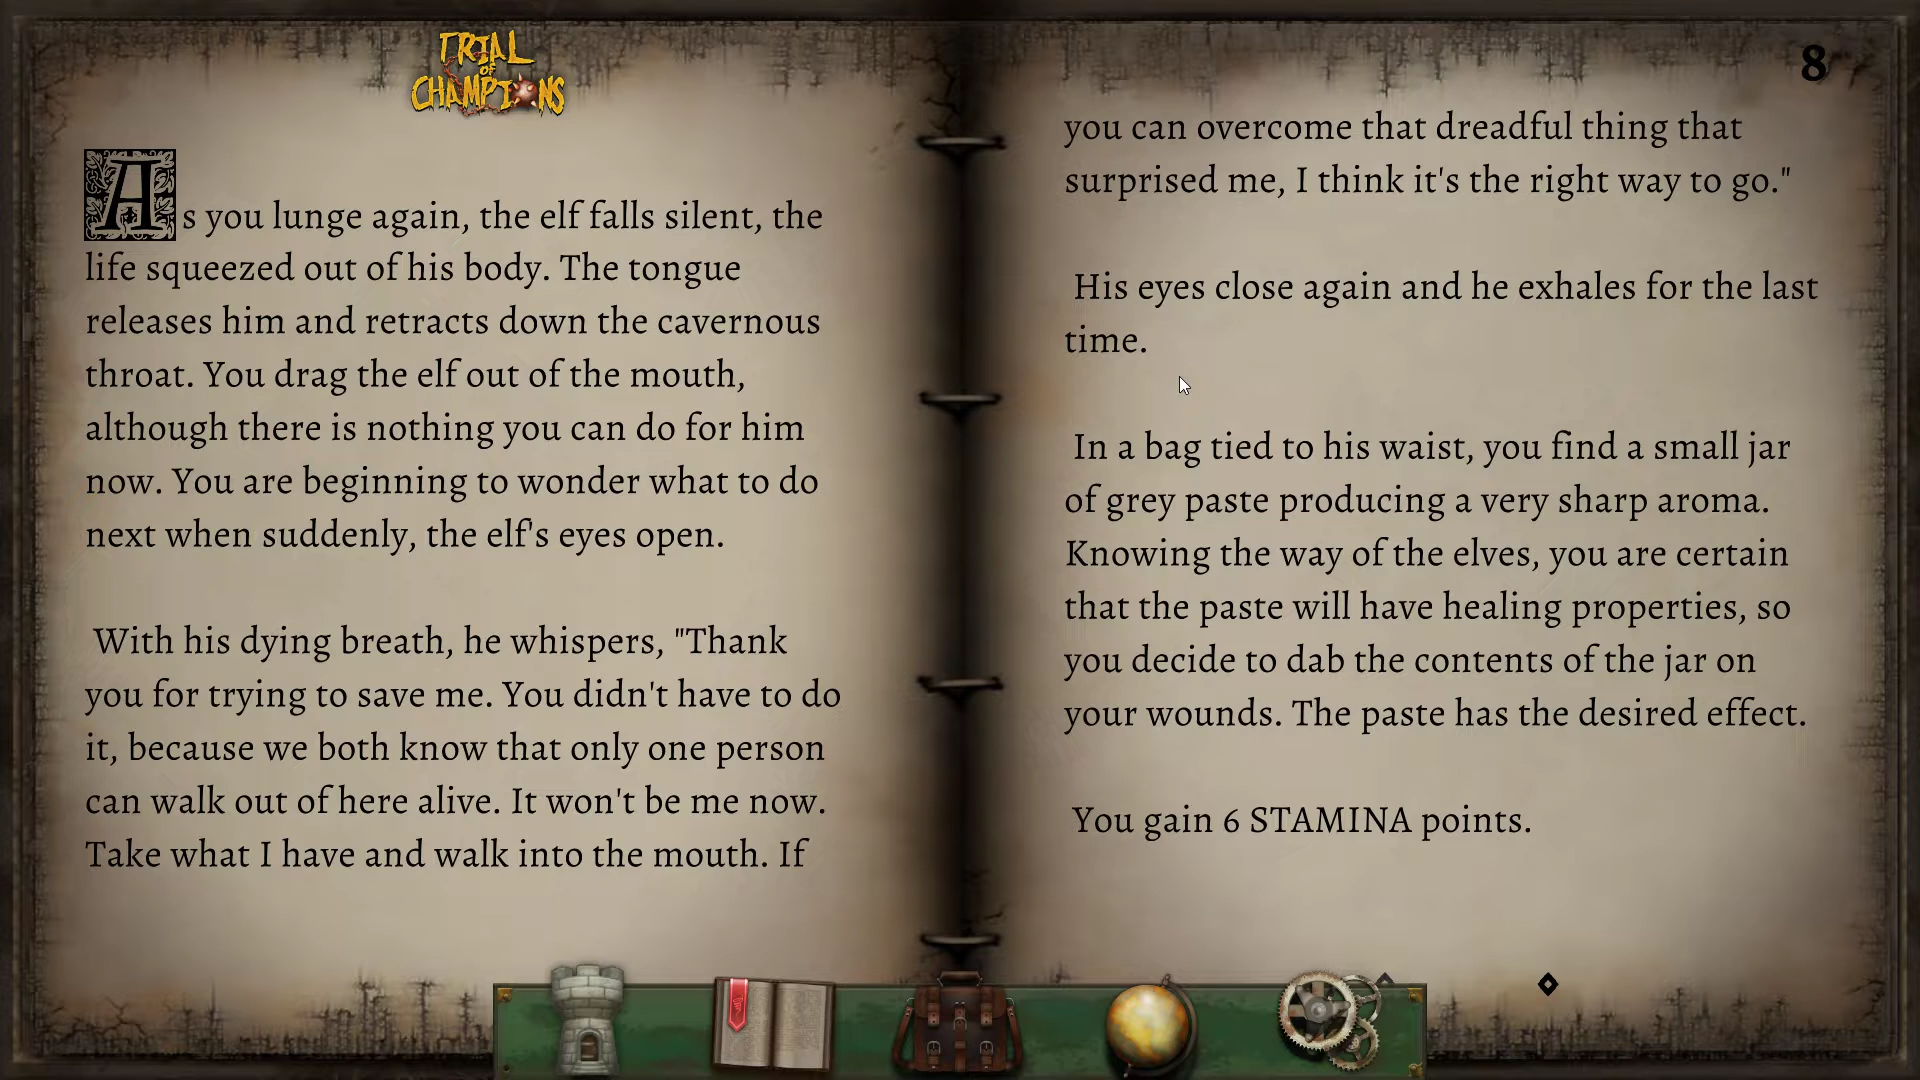 TRIAL
OF
CHAMPIONS
As you lunge again, the elf falls silent, the
life squeezed out of his body. The tongue
releases him and retracts down the cavernous
throat. You drag the elf out of the mouth,
although there is nothing you can do for him
now. You are beginning to wonder what to do
next when suddenly, the elf's eyes open.
With his dying breath, he whispers, "Thank
you for trying to save me. You didn't have to do
it, because we both know that only one person
can walk out of here alive. It won't be me now.
Take what I have and walk into the mouth. If
8
you can overcome that dreadful thing that
surprised me, I think it's the right way to go."
His eyes close again and he exhales for the last
time.
In a bag tied to his waist, you find a small jar
of grey paste producing a very sharp aroma.
Knowing the way of the elves, you are certain
that the paste will have healing properties, so
you decide to dab the contents of the jar on
your wounds. The paste has the desired effect.
You gain 6 STAMINA points.